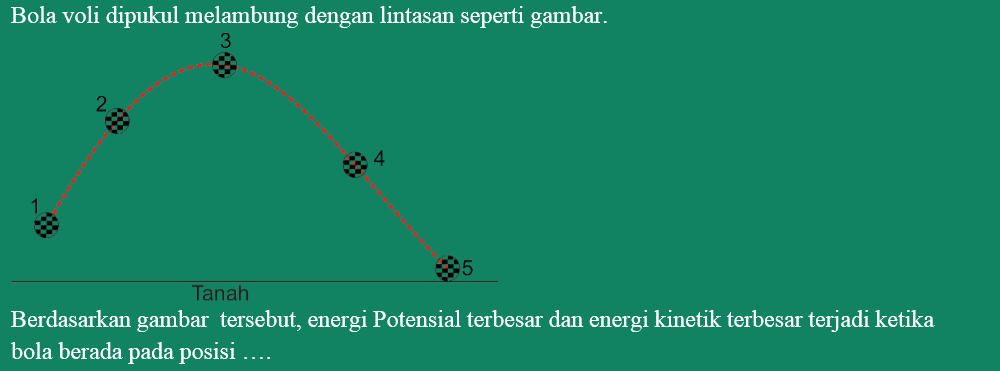 Bola voli dipukul melambung dengan lintasan seperti gambar.
3
2
4
1
5
Tanah
Berdasarkan gambar tersebut, energi Potensial terbesar dan energi kinetik terbesar terjadi ketika
bola berada pada posisi ….